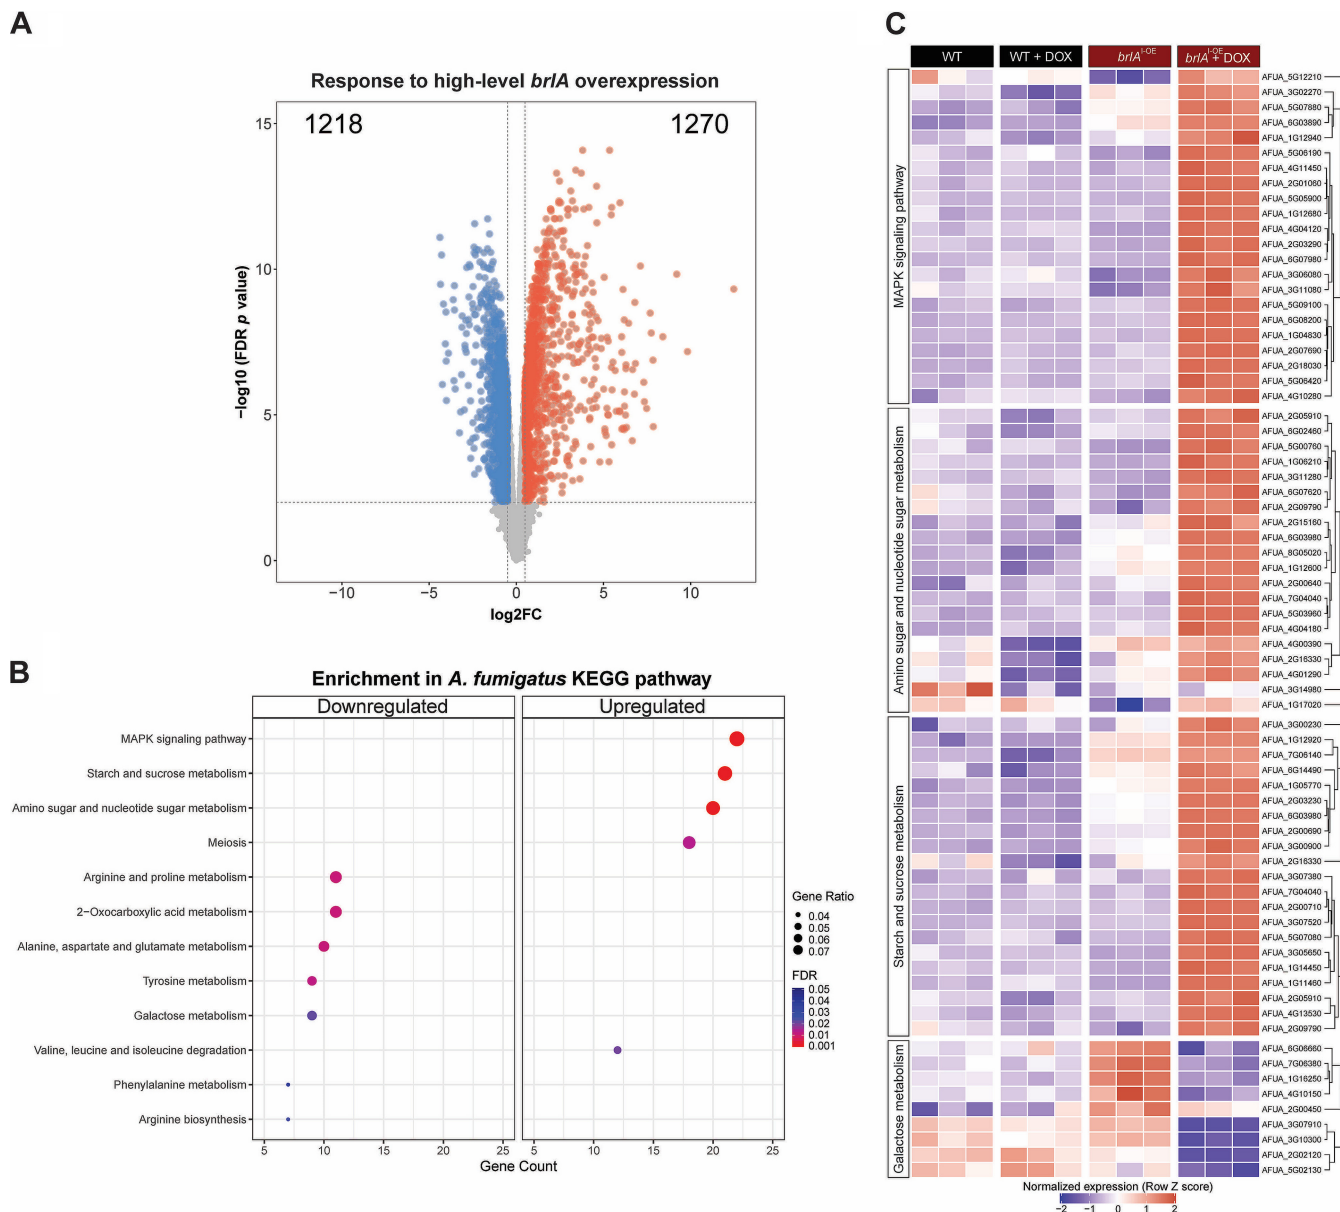 A
Response to high-level brlA overexpression
1218
1270
15
10
5
0
−log10 (FDR p value)
−10
−5
0
5
10
log2FC
B
Enrichment in A. fumigatus KEGG pathway
Downregulated
Upregulated
MAPK signaling pathway
Starch and sucrose metabolism
Amino sugar and nucleotide sugar metabolism
Meiosis
Arginine and proline metabolism
2−Oxocarboxylic acid metabolism
Alanine, aspartate and glutamate metabolism
Tyrosine metabolism
Galactose metabolism
Valine, leucine and isoleucine degradation
Phenylalanine metabolism
Arginine biosynthesis
5 10 15 20 25
5 10 15 20 25
Gene Count
Gene Ratio
0.04
0.05
0.06
0.07
FDR
0.05
0.04
0.03
0.02
0.01
0.001
C
WT
WT + DOX
brlA I-OE
brlA I-OE + DOX
MAPK signaling pathway
AFUA_5G12210
AFUA_3G02270
AFUA_5G07880
AFUA_6G03890
AFUA_1G12940
AFUA_5G06190
AFUA_4G11450
AFUA_2G01060
AFUA_5G05900
AFUA_1G12680
AFUA_4G04120
AFUA_2G03290
AFUA_6G07980
AFUA_3G06080
AFUA_3G11080
AFUA_5G09100
AFUA_6G08200
AFUA_1G04830
AFUA_2G07690
AFUA_2G18030
AFUA_5G06420
AFUA_4G10280
Amino sugar and nucleotide sugar metabolism
AFUA_2G05910
AFUA_6G02460
AFUA_5G00760
AFUA_1G06210
AFUA_3G11280
AFUA_6G07620
AFUA_2G09790
AFUA_2G15160
AFUA_6G03980
AFUA_8G05020
AFUA_1G12600
AFUA_2G00640
AFUA_7G04040
AFUA_5G03960
AFUA_4G04180
AFUA_4G00390
AFUA_2G16330
AFUA_4G01290
AFUA_3G14980
AFUA_1G17020
Starch and sucrose metabolism
AFUA_3G00230
AFUA_1G12920
AFUA_7G06140
AFUA_6G14490
AFUA_1G05770
AFUA_2G03230
AFUA_6G03980
AFUA_2G00690
AFUA_3G00900
AFUA_2G16330
AFUA_3G07380
AFUA_7G04040
AFUA_2G00710
AFUA_3G07520
AFUA_5G07080
AFUA_3G05650
AFUA_1G14450
AFUA_1G11460
AFUA_2G05910
AFUA_4G13530
AFUA_2G09790
Galactose metabolism
AFUA_6G06660
AFUA_7G06380
AFUA_1G16250
AFUA_4G10150
AFUA_2G00450
AFUA_3G07910
AFUA_3G10300
AFUA_2G02120
AFUA_5G02130
Normalized expression (Row Z score)
−2 −1 0 1 2